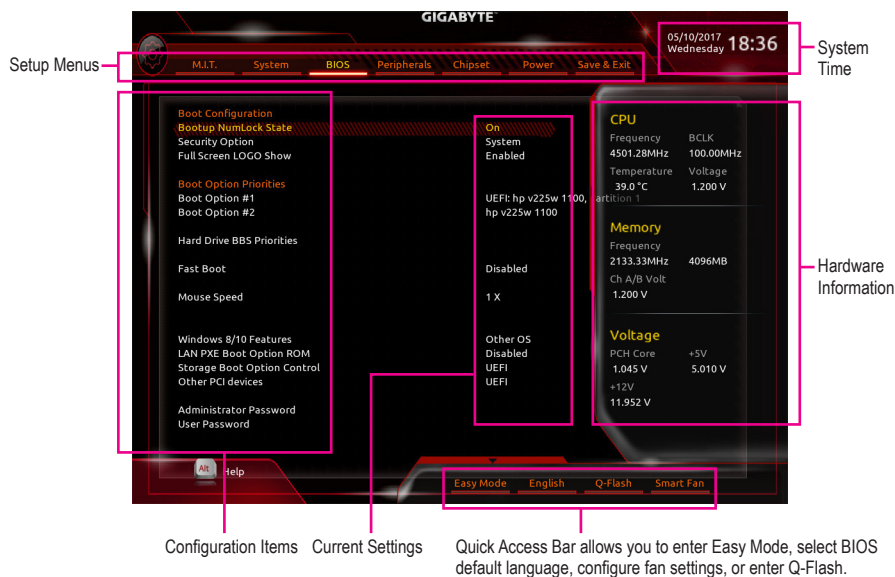 GIGABYTE™
05/10/2017
Wednesday 18:36
System
Time
Setup Menus
M.I.T. System BIOS Peripherals Chipset Power Save & Exit
Boot Configuration
Bootup NumLock State On
Security Option System
Full Screen LOGO Show Enabled
Boot Option Priorities
Boot Option #1 UEFI: hp v225w 1100, artition 1
Boot Option #2 hp v225w 1100
Hard Drive BBS Priorities
Fast Boot Disabled
Mouse Speed 1 X
Windows 8/10 Features Other OS
LAN PXE Boot Option ROM Disabled
Storage Boot Option Control UEFI
Other PCI devices UEFI
Administrator Password
User Password
CPU
Frequency BCLK
4501.28MHz 100.00MHz
Temperature Voltage
39.0 °C 1.200 V
Memory
Frequency
2133.33MHz 4096MB
Ch A/B Volt
1.200 V
Voltage
PCH Core +5V
1.045 V 5.010 V
+12V
11.952 V
Hardware
Information
Alt Help
Easy Mode English Q-Flash Smart Fan
Configuration Items
Current Settings
Quick Access Bar allows you to enter Easy Mode, select BIOS
default language, configure fan settings, or enter Q-Flash.